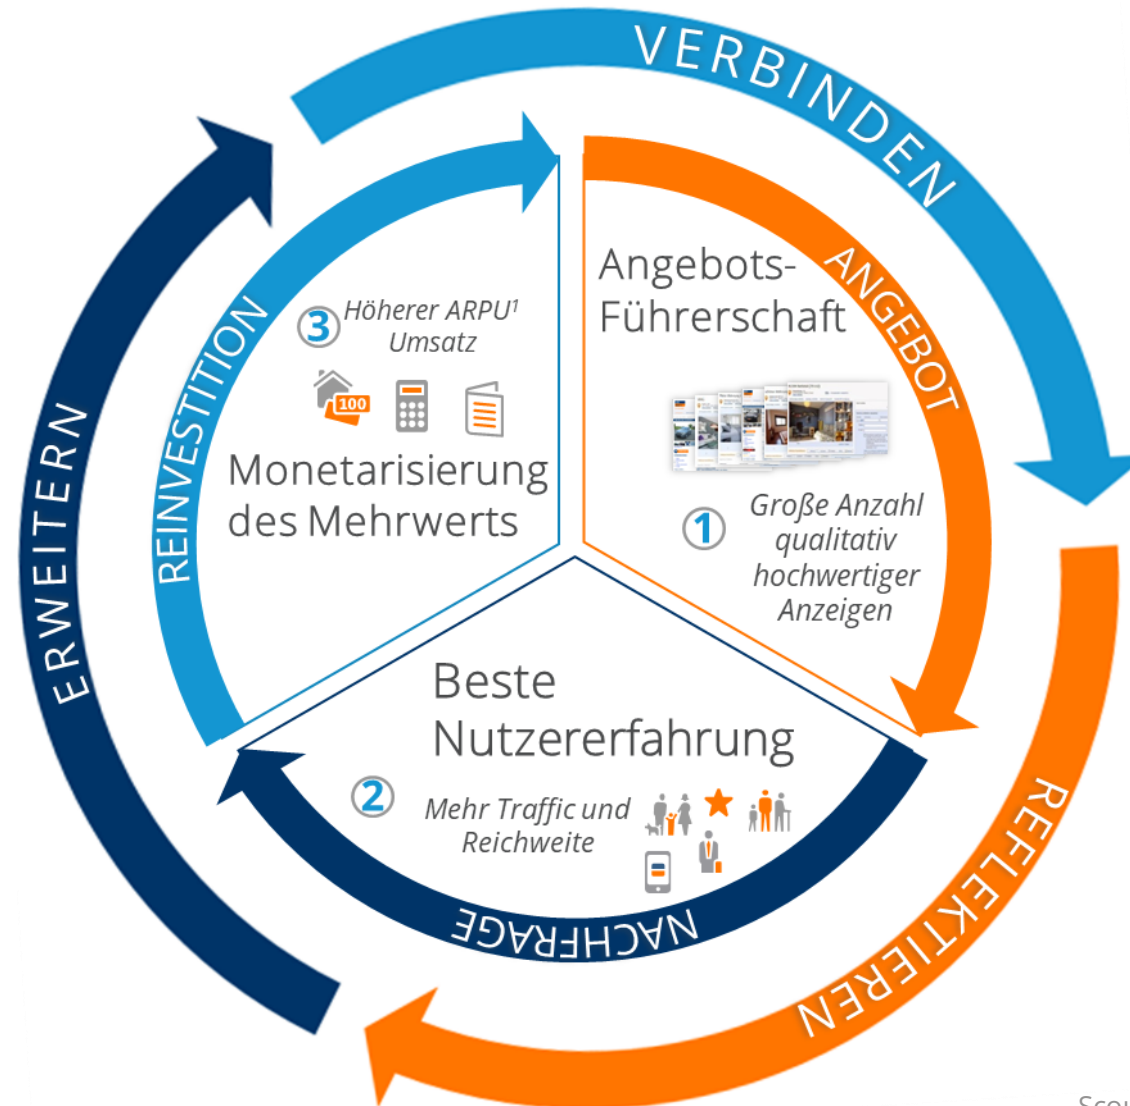 VERBINDEN
ANGEBOT
Angebots-
Führerschaft
1
Große Anzahl
qualitativ
hochwertiger
Anzeigen
REFLEKTIEREN
Beste
Nutzererfahrung
2
Mehr Traffic und
Reichweite
NACHFRAGE
ERWEITERN
REINVESTITION
3
Höherer ARPU¹
Umsatz
100
Monetarisierung
des Mehrwerts